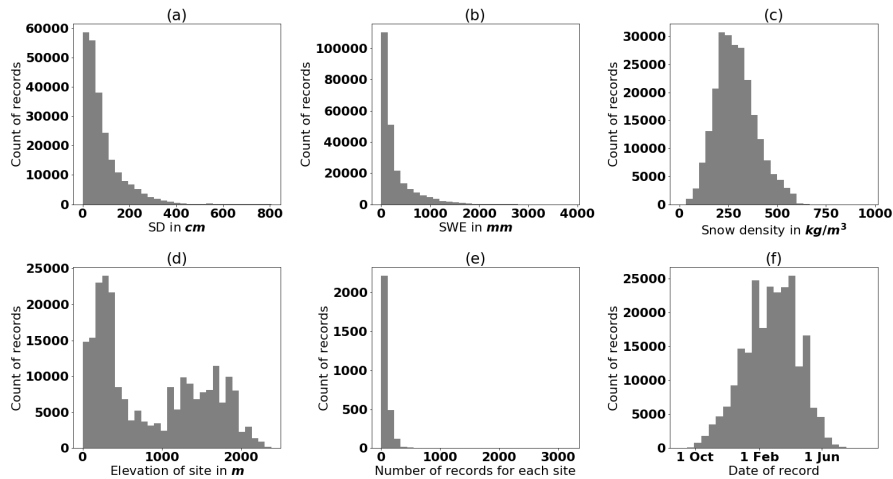 (a)
60000
50000
40000
30000
20000
10000
0
Count of records
0 200 400 600 800
SD in cm
(b)
100000
80000
60000
40000
20000
0
Count of records
0 1000 2000 3000 4000
SWE in mm
(c)
30000
25000
20000
15000
10000
5000
0
Count of records
0 250 500 750 1000
Snow density in kg/m³
(d)
25000
20000
15000
10000
5000
0
Count of records
0 1000 2000
Elevation of site in m
(e)
2000
1500
1000
500
0
Count of records
0 1000 2000 3000
Number of records for each site
(f)
25000
20000
15000
10000
5000
0
Count of records
1 Oct 1 Feb 1 Jun
Date of record